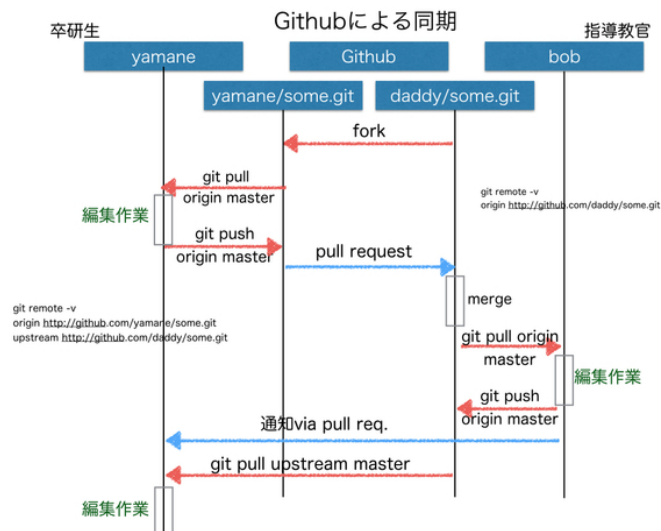 Githubによる同期
卒研生
指導教官
yamane
Github
bob
yamane/some.git
daddy/some.git
fork
git pull
origin master
git remote -v
origin http://github.com/daddy/some.git
編集作業
git push
origin master
pull request
merge
git remote -v
origin http://github.com/yamane/some.git
upstream http://github.com/daddy/some.git
git pull origin
master
編集作業
git push
origin master
通知via pull req.
git pull upstream master
編集作業